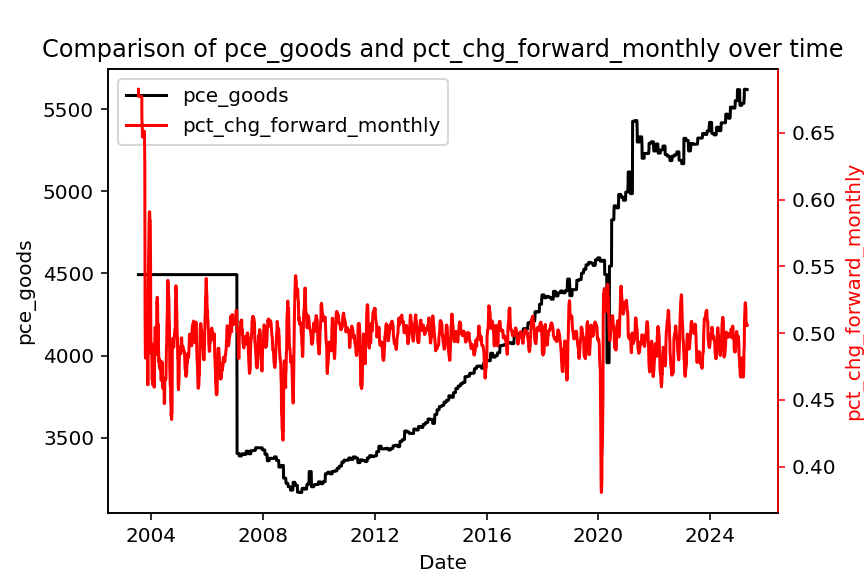 Comparison of pce_goods and pct_chg_forward_monthly over time
pce_goods
pct_chg_forward_monthly
5500
5000
4500
4000
3500
pce_goods
0.65
0.60
0.55
0.50
0.45
0.40
pct_chg_forward_monthly
2004 2008 2012 2016 2020 2024
Date